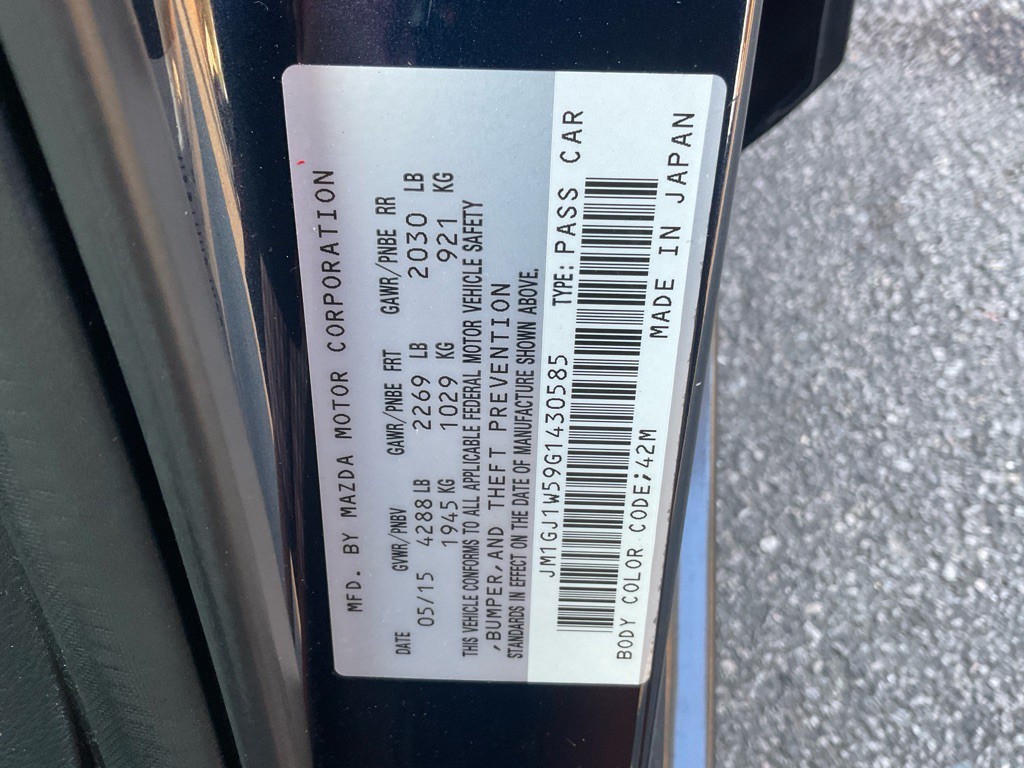 MFD. BY MAZDA MOTOR CORPORATION
DATE GVWR/PNBV GAWR/PNBE FRT GAWR/PNBE RR
05/15 4288 LB 2269 LB 2030 LB
1945 KG 1029 KG 921 KG
THIS VEHICLE CONFORMS TO ALL APPLICABLE FEDERAL MOTOR VEHICLE SAFETY
,BUMPER,AND THEFT PREVENTION
STANDARDS IN EFFECT ON THE DATE OF MANUFACTURE SHOWN ABOVE.
JM1GJ1W59G1430585 TYPE: PASS CAR
BODY COLOR CODE;42M MADE IN JAPAN